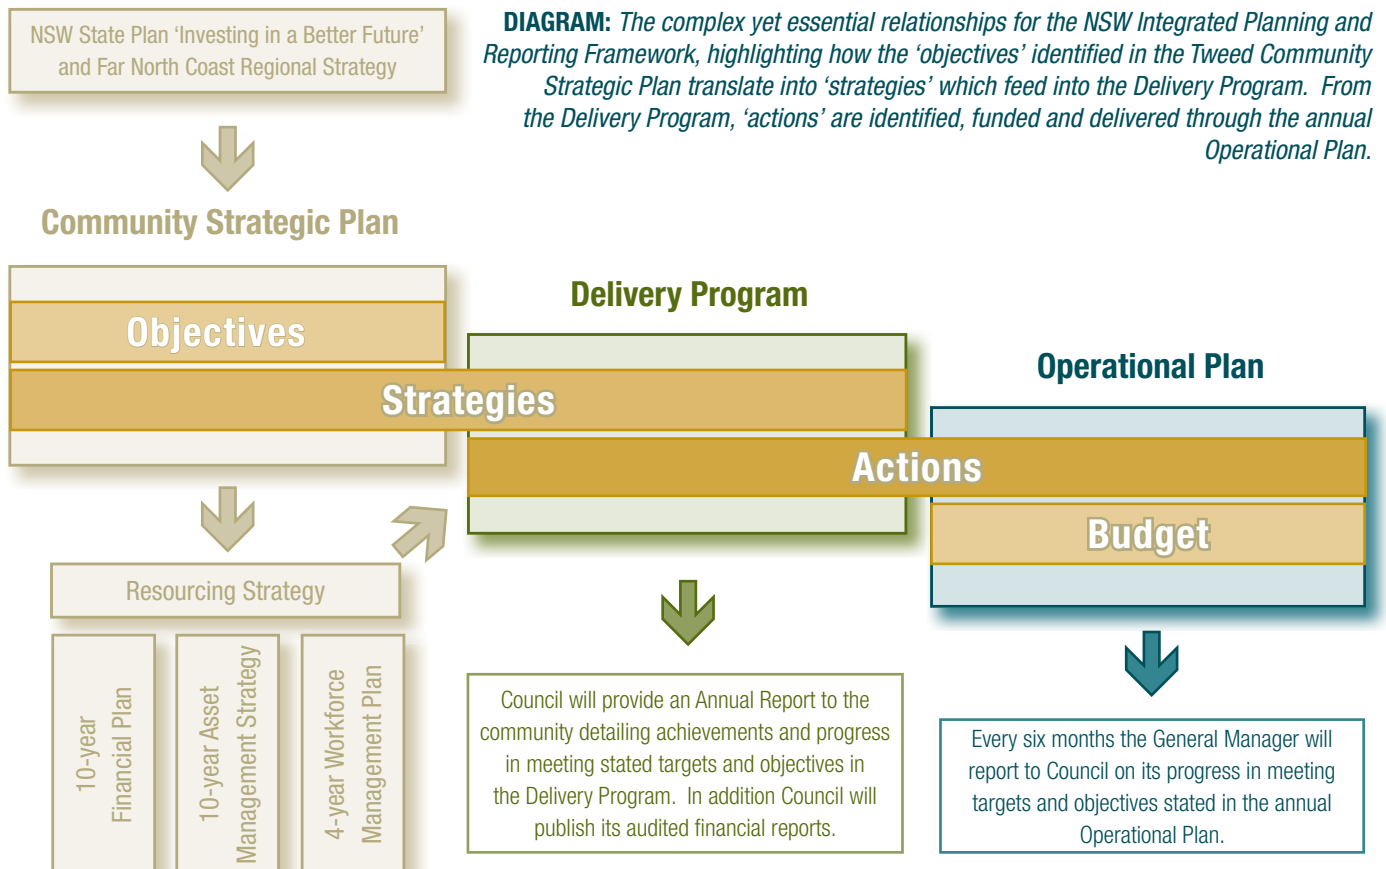 NSW State Plan ‘Investing in a Better Future’
and Far North Coast Regional Strategy
DIAGRAM: The complex yet essential relationships for the NSW Integrated Planning and
Reporting Framework, highlighting how the ‘objectives’ identified in the Tweed Community
Strategic Plan translate into ‘strategies’ which feed into the Delivery Program. From
the Delivery Program, ‘actions’ are identified, funded and delivered through the annual
Operational Plan.
Community Strategic Plan
Objectives
Delivery Program
Strategies
Operational Plan
Actions
Budget
Resourcing Strategy
10-year
Financial Plan
10-year Asset
Management Strategy
4-year Workforce
Management Plan
Council will provide an Annual Report to the
community detailing achievements and progress
in meeting stated targets and objectives in
the Delivery Program. In addition Council will
publish its audited financial reports.
Every six months the General Manager will
report to Council on its progress in meeting
targets and objectives stated in the annual
Operational Plan.